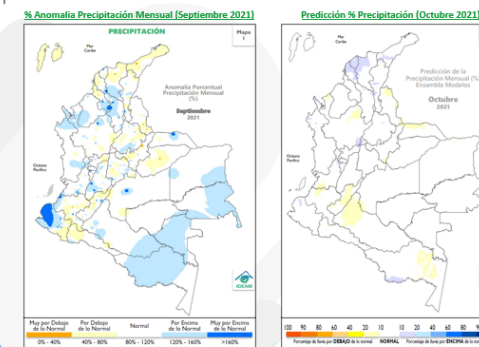 % Anomalia Precipitación Mensual (Septiembre 2021)
PRECIPITACIÓN
Mapa
1
Mar
Caribe
Anomalía Porcentual
Precipitación Mensual
(%)
Septiembre
2021
Océano
Pacífico
IDEAM
Muy por Debajo
de lo Normal
Por Debajo
de lo Normal
Normal
Por Encima
de lo Normal
Muy por Encima
de lo Normal
0% - 40%
40% - 80%
80% - 120%
120% - 160%
>160%
Predicción % Precipitación (Octubre 2021)
Mar
Caribe
Predicción de la
Precipitación Mensual (%
Ensamble Modelos
Octubre
2021
Océano
Pacífico
100 90 80 60 40 20 10 10 20 40 60 80
Porcentaje de lluvia por DEBAJO de lo normal NORMAL Porcentaje de lluvia por ENCIMA de lo